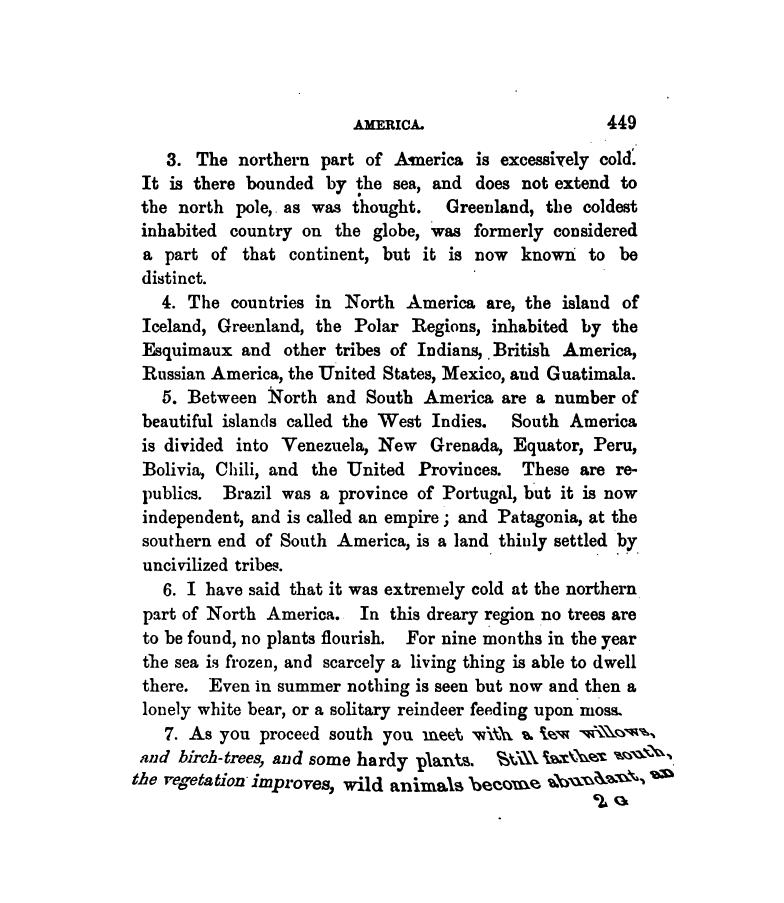 AMERICA. 449
3. The northern part of America is excessively cold.
It is there bounded by the sea, and does not extend to
the north pole, as was thought. Greenland, the coldest
inhabited country on the globe, was formerly considered
a part of that continent, but it is now known to be
distinct.
4. The countries in North America are, the island of
Iceland, Greenland, the Polar Regions, inhabited by the
Esquimaux and other tribes of Indians, British America,
Russian America, the United States, Mexico, and Guatimala.
5. Between North and South America are a number of
beautiful islands called the West Indies. South America
is divided into Venezuela, New Grenada, Equator, Peru,
Bolivia, Chili, and the United Provinces. These are re-
publics. Brazil was a province of Portugal, but it is now
independent, and is called an empire; and Patagonia, at the
southern end of South America, is a land thinly settled by
uncivilized tribes.
6. I have said that it was extremely cold at the northern
part of North America. In this dreary region no trees are
to be found, no plants flourish. For nine months in the year
the sea is frozen, and scarcely a living thing is able to dwell
there. Even in summer nothing is seen but now and then a
lonely white bear, or a solitary reindeer feeding upon moss.
7. As you proceed south you meet with a few willows,
and birch-trees, and some hardy plants. Still farther south,
the vegetation improves, wild animals become abundant, an
2 G